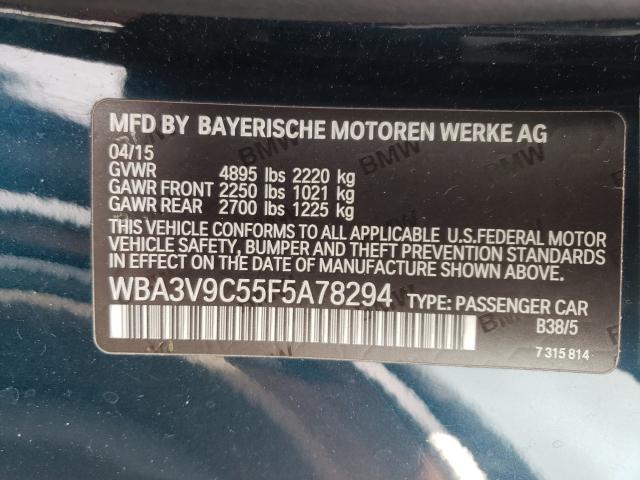 MFD BY BAYERISCHE MOTOREN WERKE AG
04/15
GVWR 4895 lbs 2220 kg
GAWR FRONT 2250 lbs 1021 kg
GAWR REAR 2700 lbs 1225 kg
THIS VEHICLE CONFORMS TO ALL APPLICABLE U.S.FEDERAL MOTOR
VEHICLE SAFETY, BUMPER AND THEFT PREVENTION STANDARDS
IN EFFECT ON THE DATE OF MANUFACTURE SHOWN ABOVE.
WBA3V9C55F5A78294 TYPE: PASSENGER CAR
B38/5
7 315 814